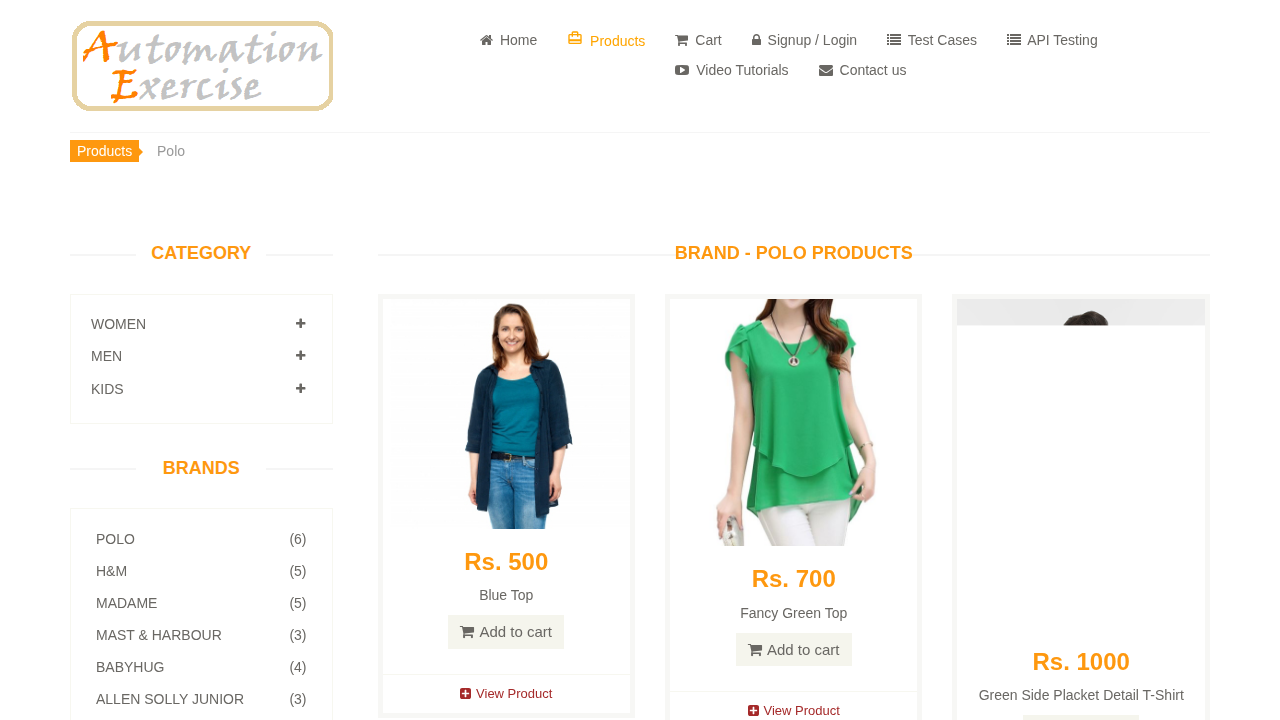 Automation
Exercise
Home
Products
Cart
Signup / Login
Test Cases
API Testing
Video Tutorials
Contact us
Products
Polo
CATEGORY
WOMEN
MEN
KIDS
BRANDS
POLO (6)
H&M (5)
MADAME (5)
MAST & HARBOUR (3)
BABYHUG (4)
ALLEN SOLLY JUNIOR (3)
BRAND - POLO PRODUCTS
Rs. 500
Blue Top
Add to cart
View Product
Rs. 700
Fancy Green Top
Add to cart
View Product
Rs. 1000
Green Side Placket Detail T-Shirt